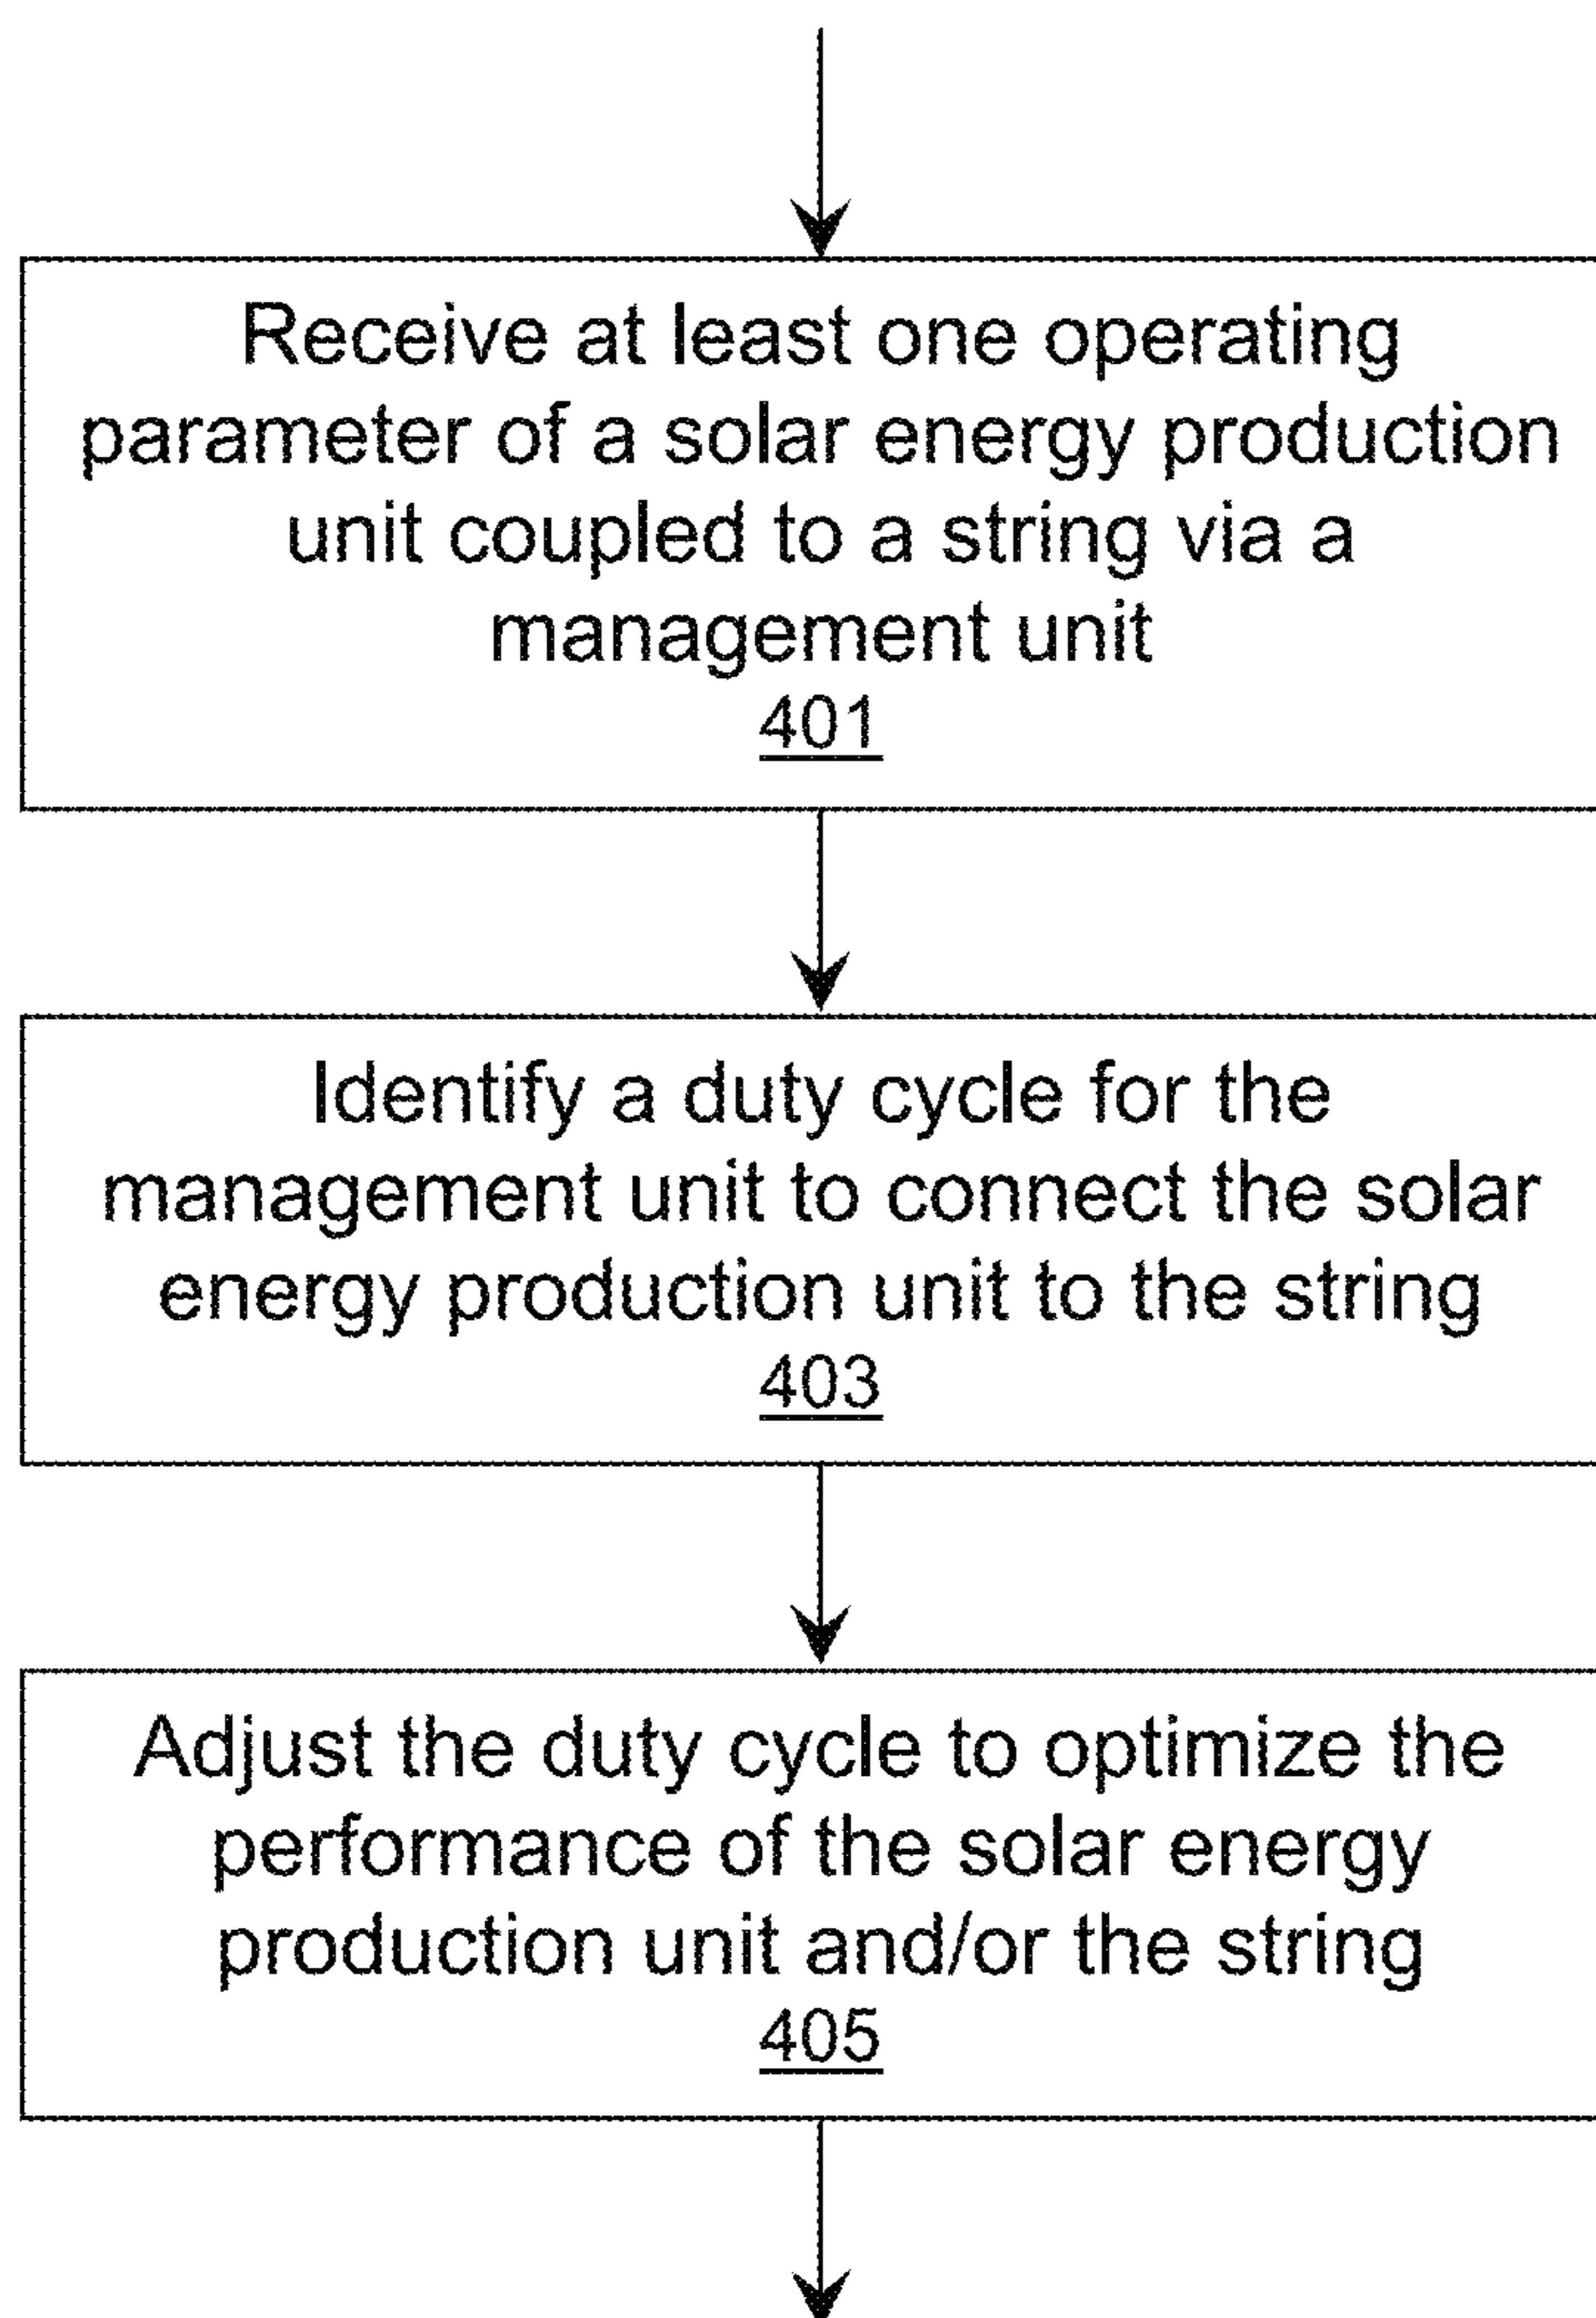 Receive at least one operating
parameter of a solar energy production
unit coupled to a string via a
management unit
401
Identify a duty cycle for the
management unit to connect the solar
energy production unit to the string
403
Adjust the duty cycle to optimize the
performance of the solar energy
production unit and/or the string
405